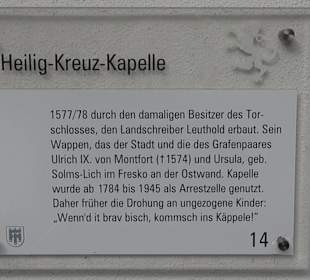 Heilig-Kreuz-Kapelle
1577/78 durch den damaligen Besitzer des Tor-
schlosses, den Landschreiber Leuthold erbaut. Sein
Wappen, das der Stadt und die des Grafenpaares
Ulrich IX. von Montfort (†1574) und Ursula, geb.
Solms-Lich im Fresko an der Ostwand. Kapelle
wurde ab 1784 bis 1945 als Arrestzelle genutzt.
Daher früher die Drohung an ungezogene Kinder:
„Wenn'd it brav bisch, kommsch ins Käppele!"
14